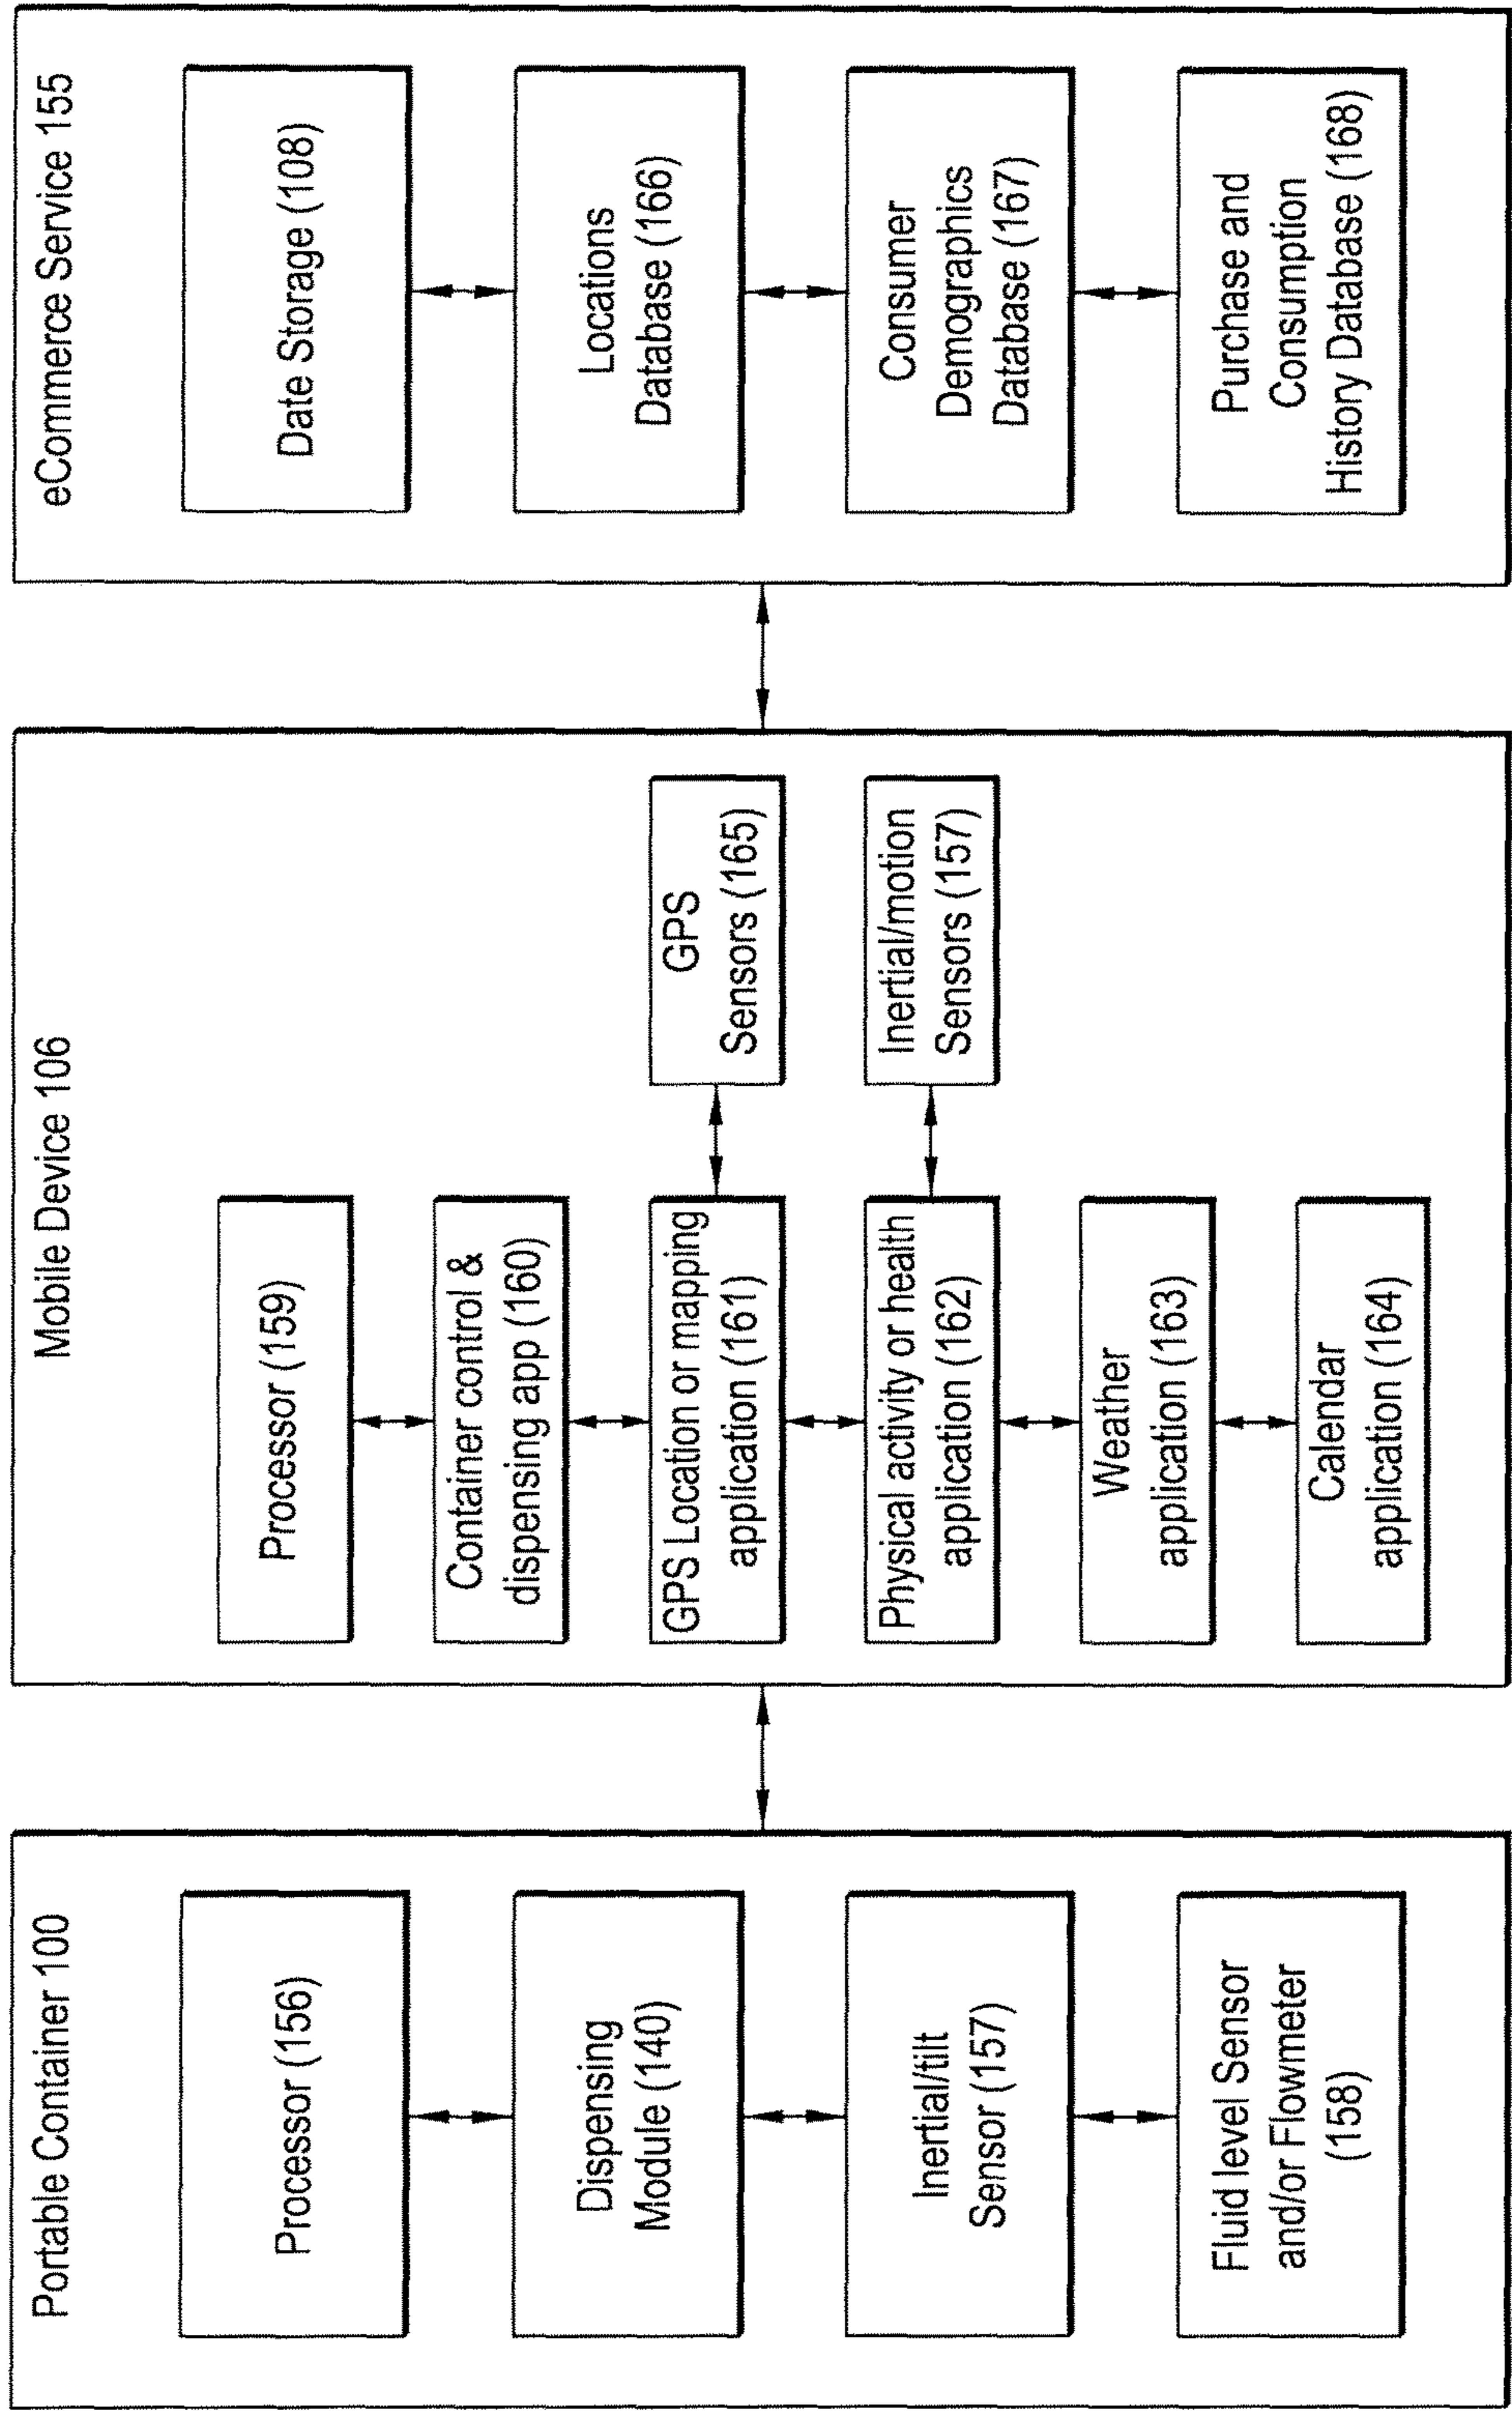 Portable Container 100
Processor (156)
Dispensing
Module (140)
Inertial/tilt
Sensor (157)
Fluid level Sensor
and/or Flowmeter
(158)
Mobile Device 106
Processor (159)
Container control &
dispensing app (160)
GPS Location or mapping
application (161)
GPS
Sensors (165)
Physical activity or health
application (162)
Inertial/motion
Sensors (157)
Weather
application (163)
Calendar
application (164)
eCommerce Service 155
Date Storage (108)
Locations
Database (166)
Consumer
Demographics
Database (167)
Purchase and
Consumption
History Database (168)